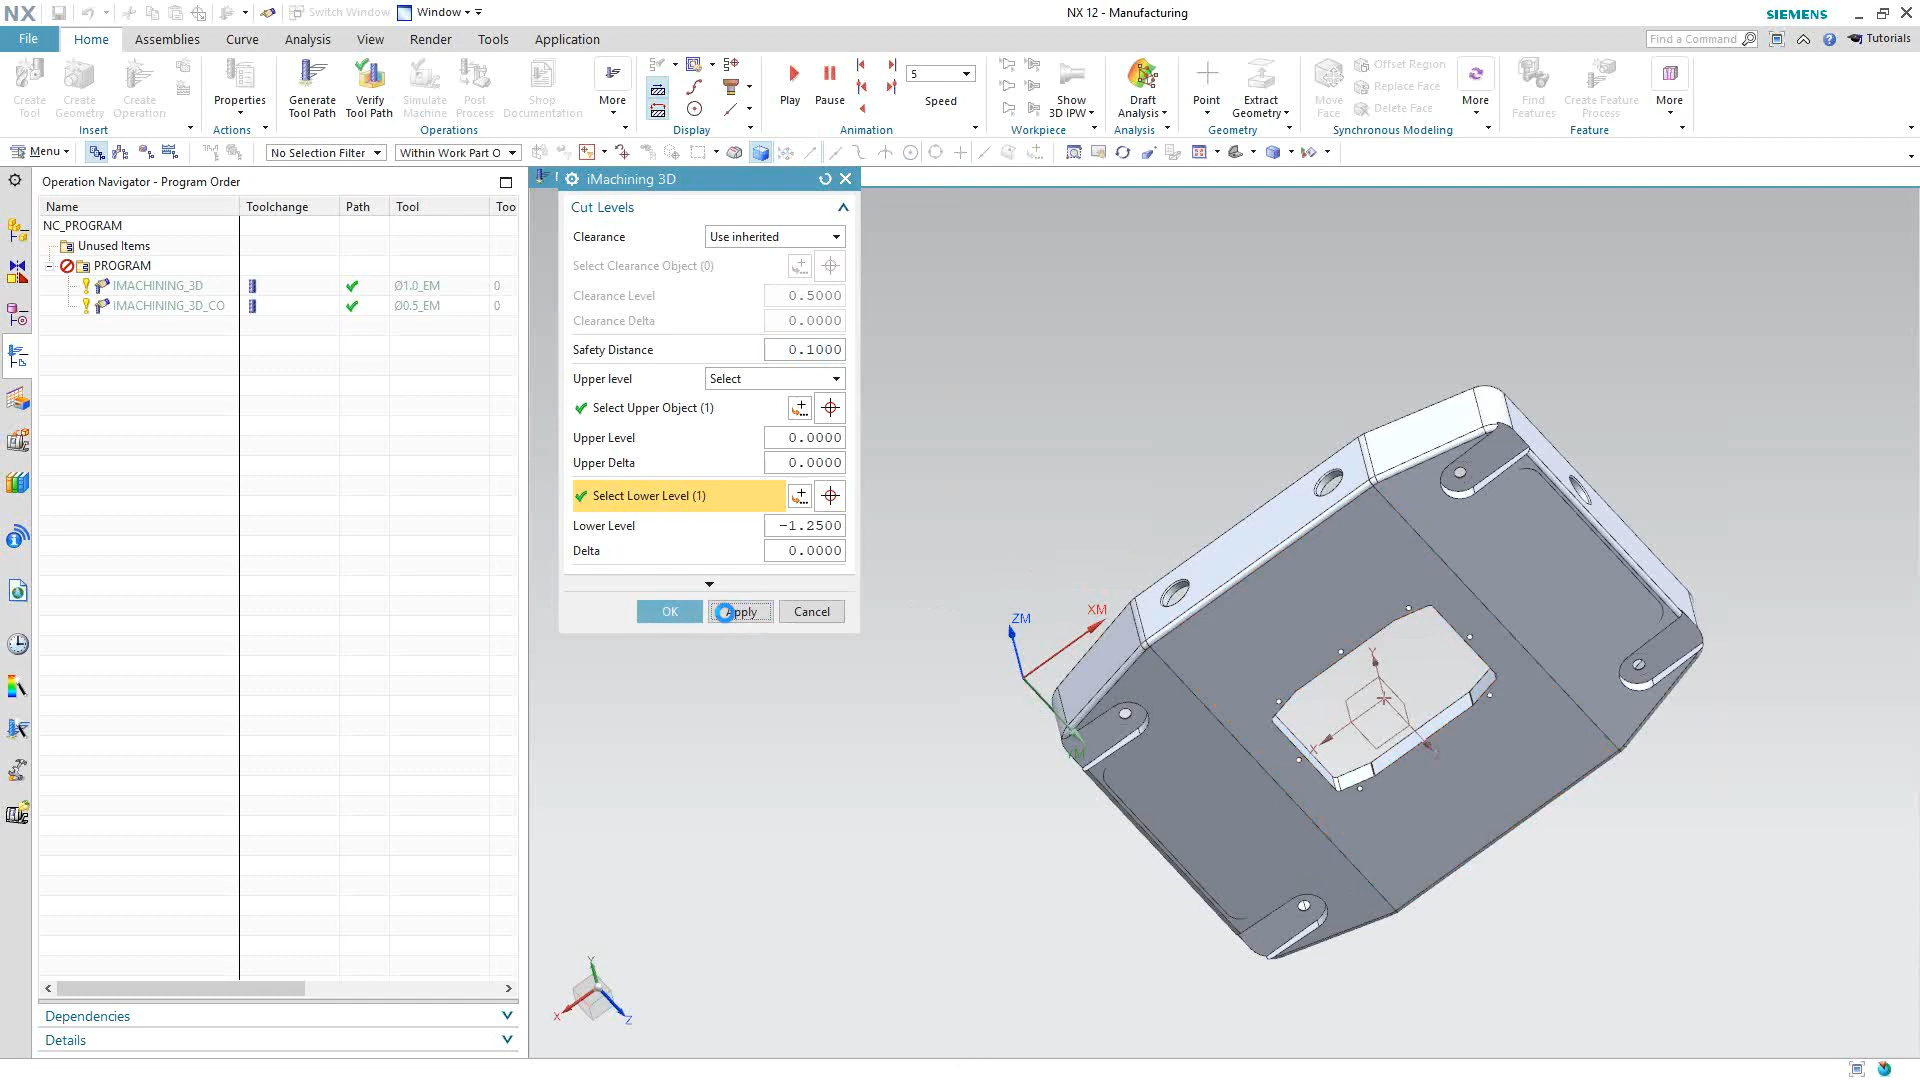 NX
Switch Window
Window
NX 12 - Manufacturing
SIEMENS
File
Home
Assemblies
Curve
Analysis
View
Render
Tools
Application
Find a Command
Tutorials
Create Tool
Create Geometry
Create Operation
Insert
Properties
Actions
Generate Tool Path
Verify Tool Path
Simulate Machine
Post Process
Shop Documentation
More
Operations
Display
Play
Pause
5
Speed
Animation
Show 3D IPW
Workpiece
Draft Analysis
Analysis
Point
Extract Geometry
Geometry
Move Face
Offset Region
Replace Face
Delete Face
More
Synchronous Modeling
Find Features
Create Feature Process
More
Feature
Menu
No Selection Filter
Within Work Part O
Operation Navigator - Program Order
Name
Toolchange
Path
Tool
Too
NC_PROGRAM
Unused Items
PROGRAM
IMACHINING_3D
Ø1.0_EM
0
IMACHINING_3D_CO
Ø0.5_EM
0
Dependencies
Details
iMachining 3D
Cut Levels
Clearance
Use inherited
Select Clearance Object (0)
Clearance Level
0.5000
Clearance Delta
0.0000
Safety Distance
0.1000
Upper level
Select
Select Upper Object (1)
Upper Level
0.0000
Upper Delta
0.0000
Select Lower Level (1)
Lower Level
-1.2500
Delta
0.0000
OK
Apply
Cancel
ZM
XM
YM
Y
X
Y
X
Z